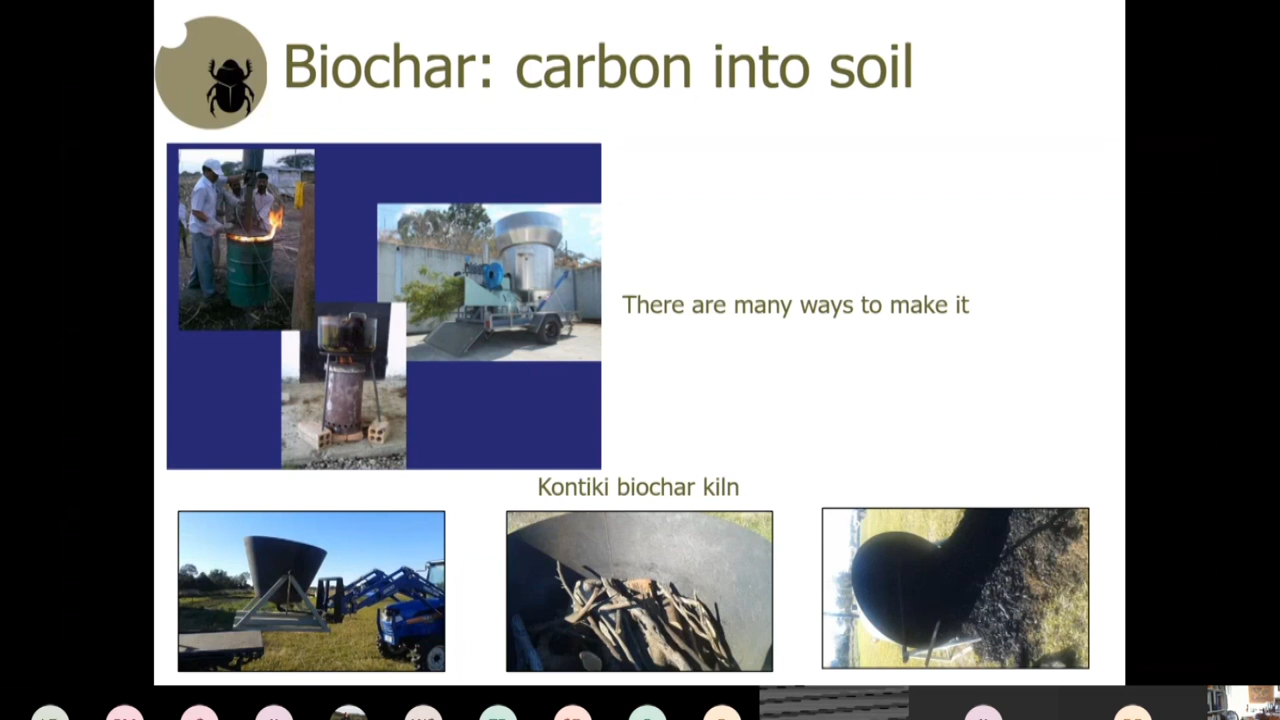 Biochar: carbon into soil
There are many ways to make it
Kontiki biochar kiln